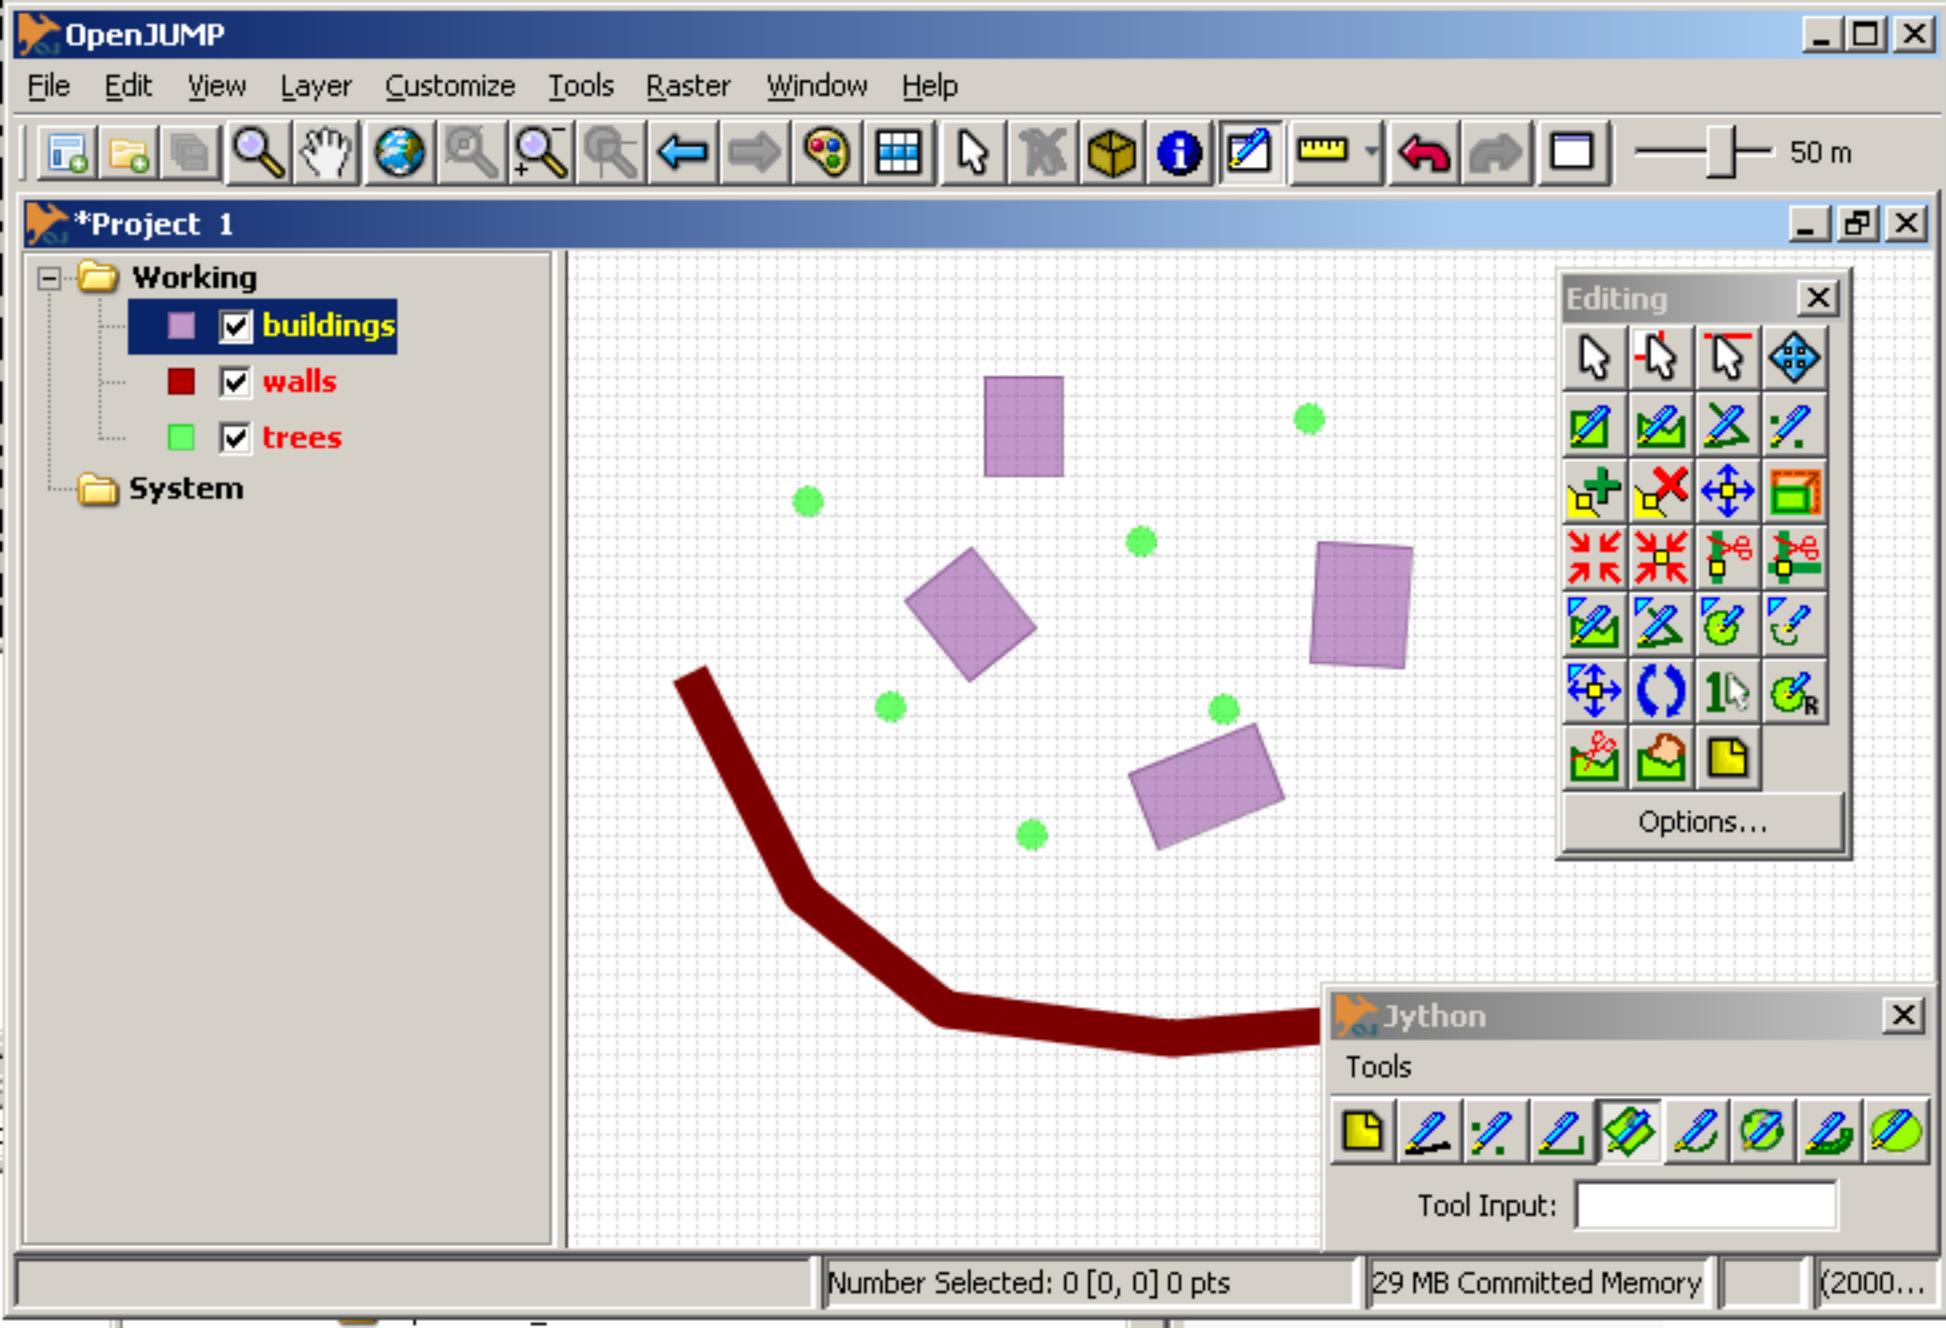 OpenJUMP
File Edit View Layer Customize Tools Raster Window Help
50 m
*Project 1
Working
buildings
walls
trees
System
Editing
1
R
Options...
Jython
Tools
Tool Input:
Number Selected: 0 [0, 0] 0 pts
29 MB Committed Memory
(2000...